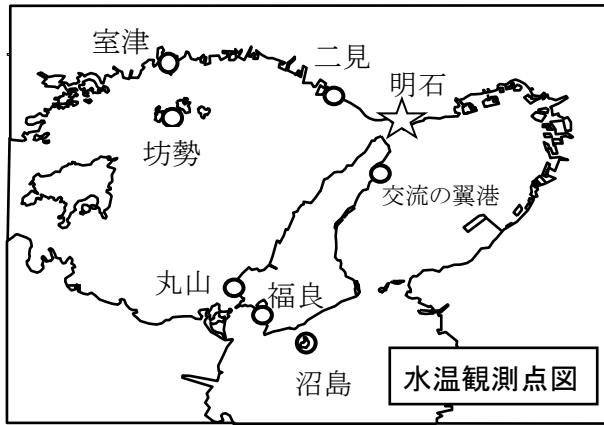 室津
二見
明石
坊勢
交流の翼港
丸山
福良
沼島
水温観測点図